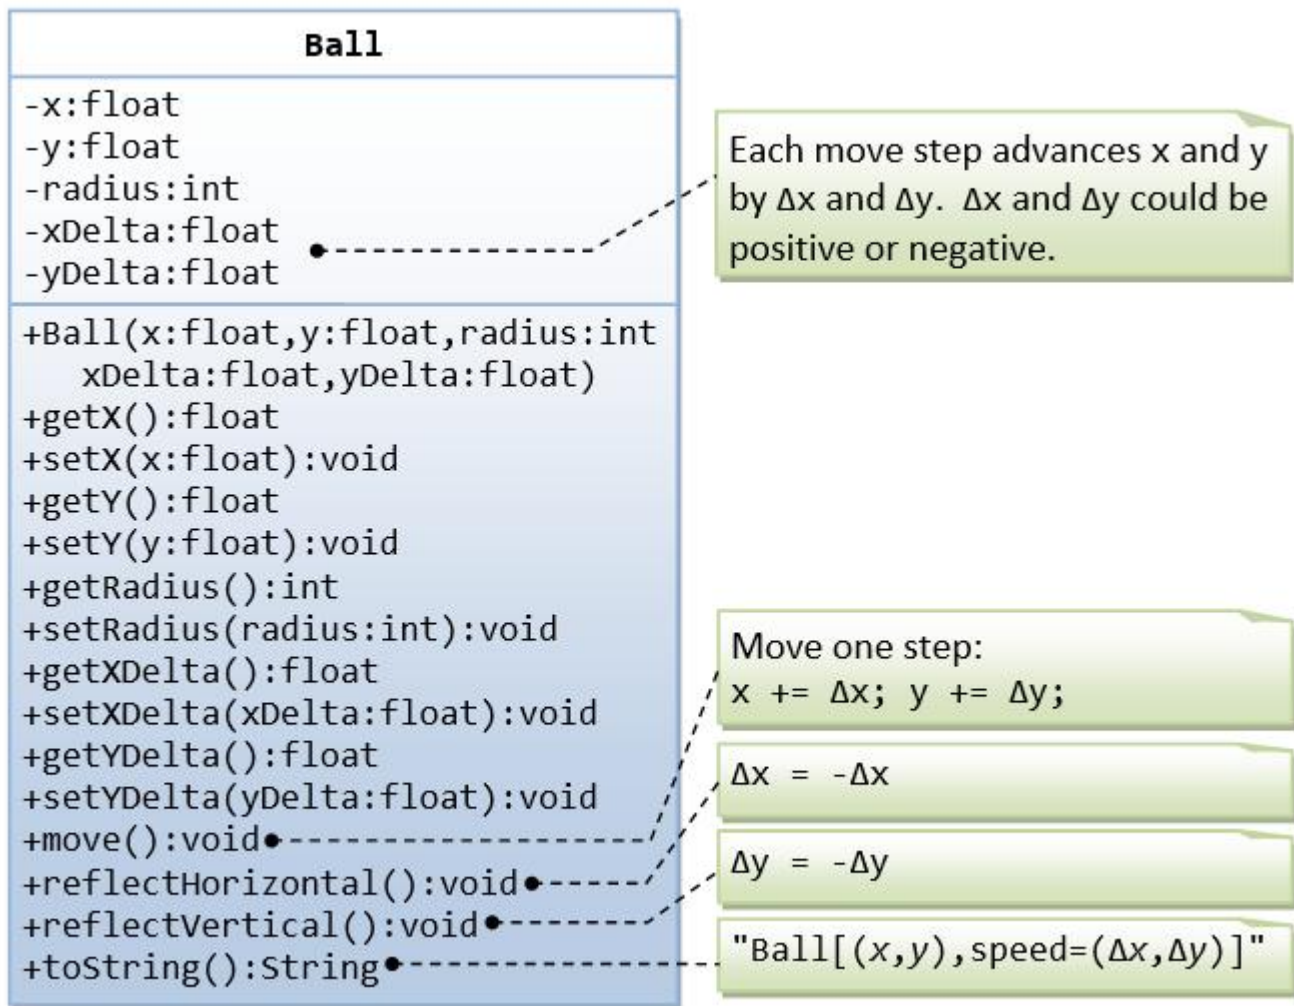 Ball
-x:float
-y:float
-radius:int
-xDelta:float
-yDelta:float
Each move step advances x and y
by Δx and Δy. Δx and Δy could be
positive or negative.
+Ball(x:float,y:float,radius:int
xDelta:float,yDelta:float)
+getX():float
+setX(x:float):void
+getY():float
+setY(y:float):void
+getRadius():int
+setRadius(radius:int):void
+getXDelta():float
+setXDelta(xDelta:float):void
+getYDelta():float
+setYDelta(yDelta:float):void
+move():void
+reflectHorizontal():void
+reflectVertical():void
+toString():String
Move one step:
x += Δx; y += Δy;
Δx = -Δx
Δy = -Δy
"Ball[(x,y),speed=(Δx,Δy)]"